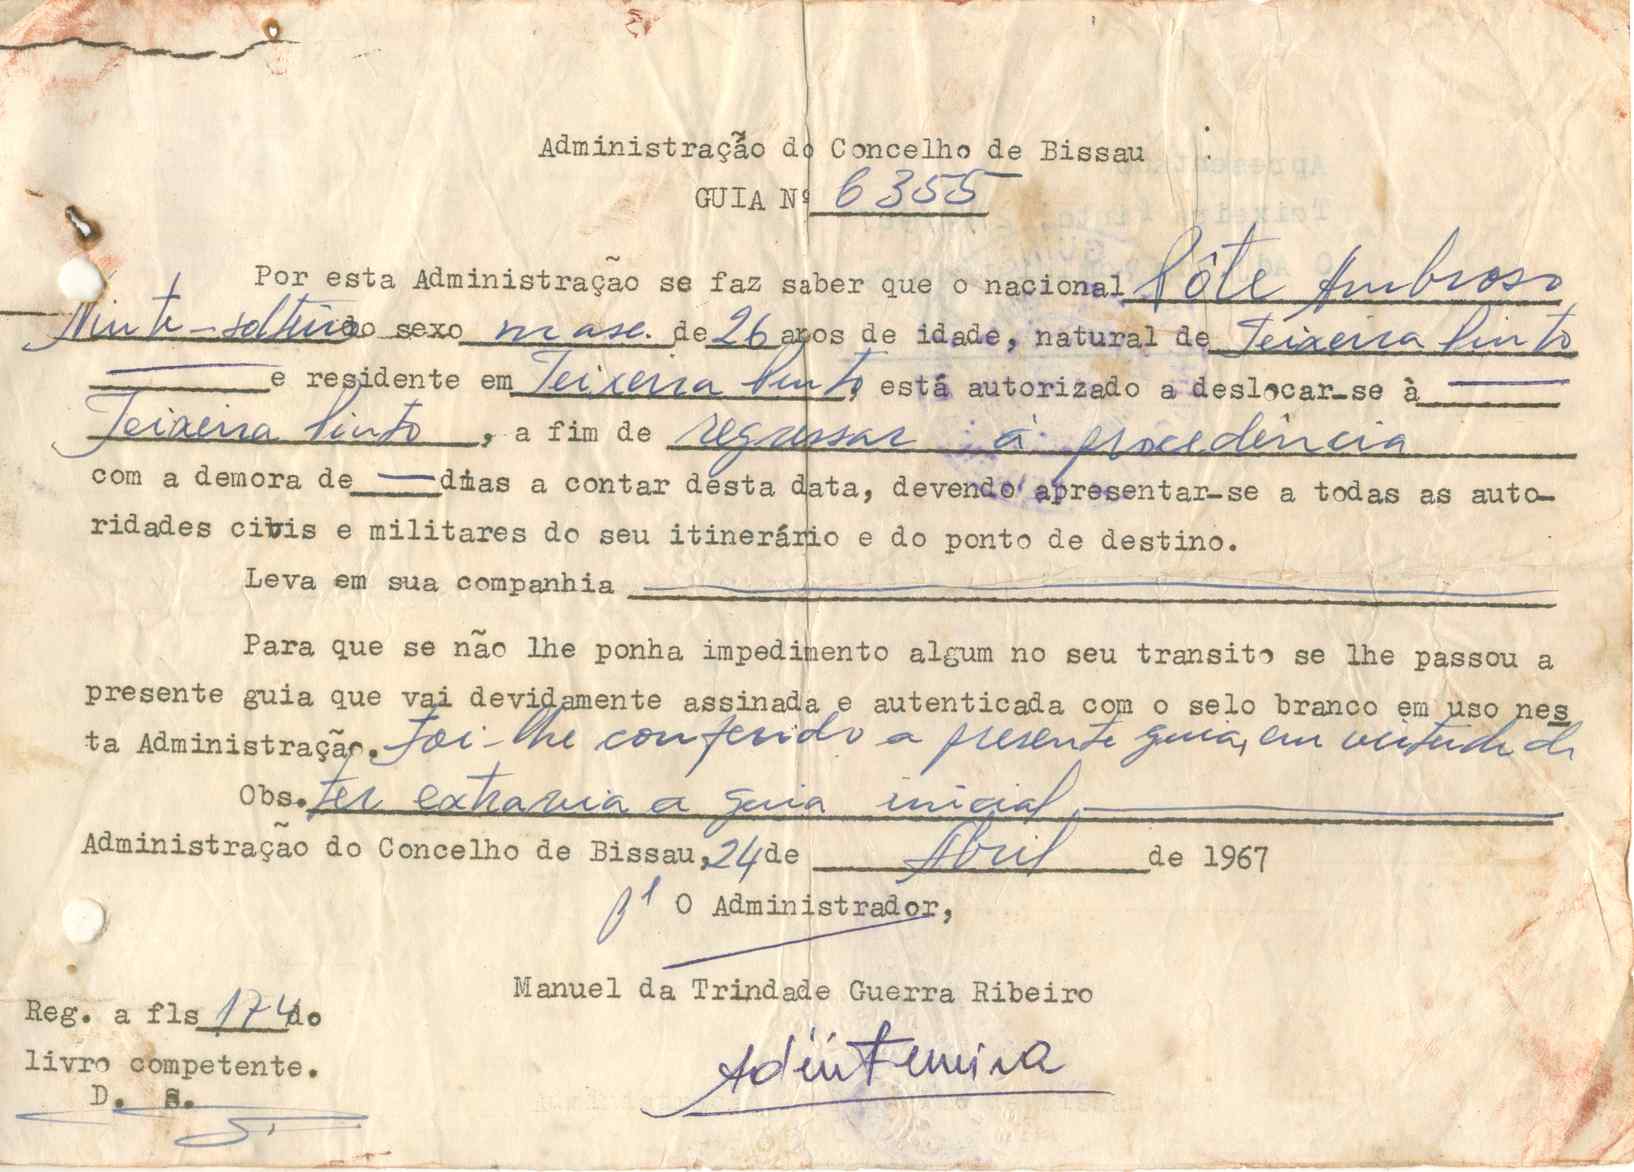 Administração do Concelho de Bissau
GUIA Nº 6355
Por esta Administração se faz saber que o nacional Pôte Ambroso
Ninte - solteiro do sexo masc. de 26 anos de idade, natural de Teixeira Pinto
e residente em Teixeira Pinto, está autorizado a deslocar-se à
Teixeira Pinto, a fim de regressar à procedência
com a demora de — dias a contar desta data, devendo apresentar-se a todas as auto-
ridades civis e militares do seu itinerário e do ponto de destino.
Leva em sua companhia
Para que se não lhe ponha impedimento algum no seu transito se lhe passou a
presente guia que vai devidamente assinada e autenticada com o selo branco em uso nes
ta Administração. Foi-lhe conferido a presente guia, em virtude de
Obs. ter extravia a guia inicial
Administração do Concelho de Bissau, 24 de Abril de 1967
O Administrador,
Manuel da Trindade Guerra Ribeiro
Reg. a fls 174 do
livro competente.
D. S.